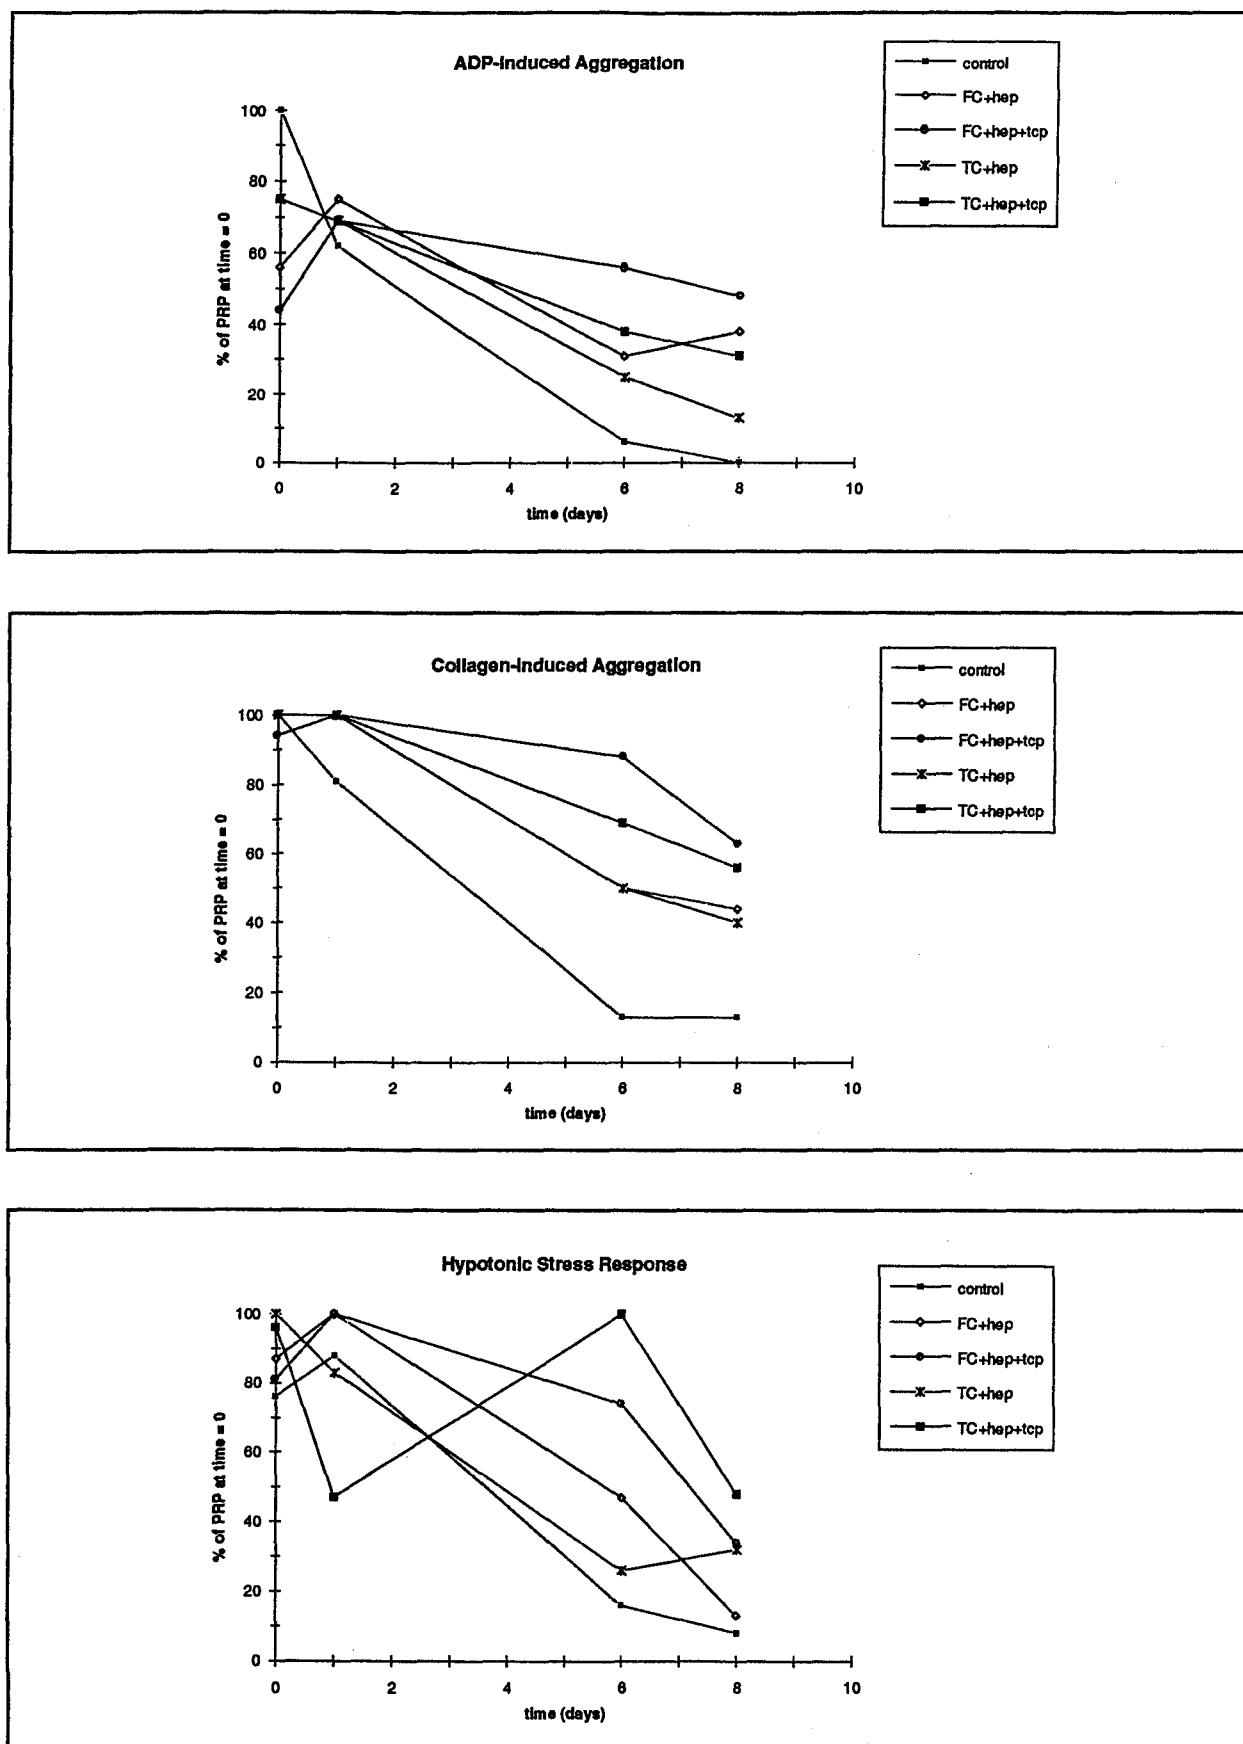 ADP-Induced Aggregation
control
FC+hep
FC+hep+tcp
TC+hep
TC+hep+tcp
% of PRP at time = 0
100
80
60
40
20
0
0 2 4 6 8 10
time (days)
Collagen-Induced Aggregation
control
FC+hep
FC+hep+tcp
TC+hep
TC+hep+tcp
% of PRP at time = 0
100
80
60
40
20
0
0 2 4 6 8 10
time (days)
Hypotonic Stress Response
control
FC+hep
FC+hep+tcp
TC+hep
TC+hep+tcp
% of PRP at time = 0
100
80
60
40
20
0
0 2 4 6 8 10
time (days)